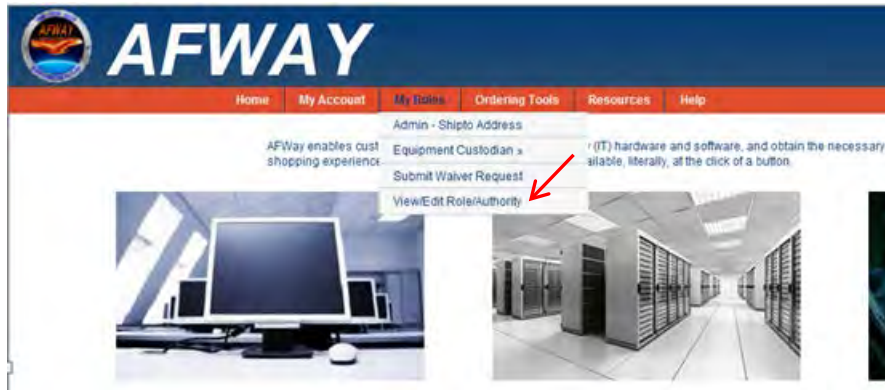 AFWAY
AFWAY
Home My Account My Roles Ordering Tools Resources Help
Admin - Shipto Address
Equipment Custodian »
Submit Waiver Request
View/Edit Role/Authority
AFWay enables cust (IT) hardware and software, and obtain the necessary
shopping experience ailable, literally, at the click of a button.